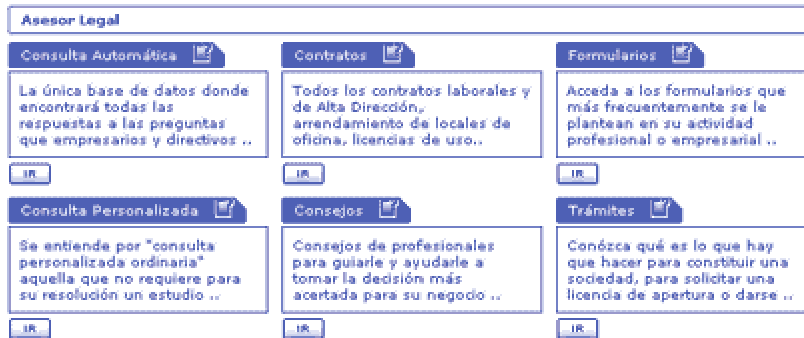 Asesor Legal
Consulta Automática
La única base de datos donde
encontrará todas las
respuestas a las preguntas
que empresarios y directivos ..
IR
Contratos
Todos los contratos laborales y
de Alta Dirección,
arrendamiento de locales de
oficina, licencias de uso..
IR
Formularios
Acceda a los formularios que
más frecuentemente se le
plantean en su actividad
profesional o empresarial ..
IR
Consulta Personalizada
Se entiende por "consulta
personalizada ordinaria"
aquella que no requiere para
su resolución un estudio ..
IR
Consejos
Consejos de profesionales
para guiarle y ayudarle a
tomar la decisión más
acertada para su negocio ..
IR
Trámites
Conózca qué es lo que hay
que hacer para constituir una
sociedad, para solicitar una
licencia de apertura o darse ..
IR